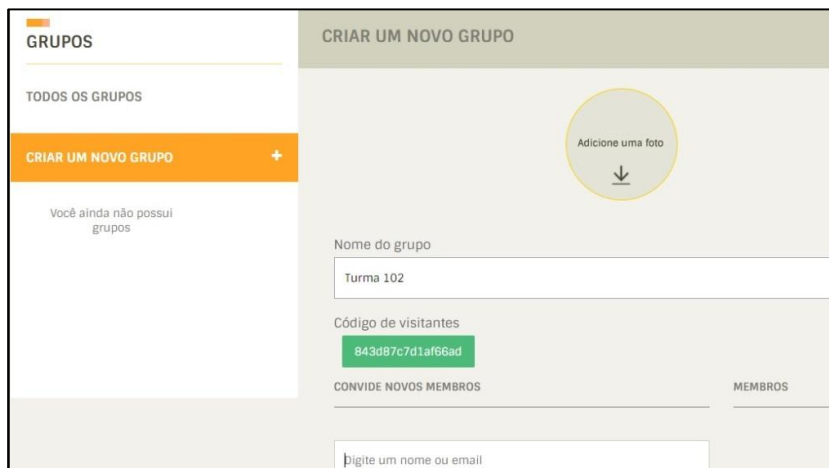 GRUPOS
TODOS OS GRUPOS
CRIAR UM NOVO GRUPO +
Você ainda não possui
grupos
CRIAR UM NOVO GRUPO
Adicione uma foto
Nome do grupo
Turma 102
Código de visitantes
843d87c7d1af66ad
CONVIDE NOVOS MEMBROS
MEMBROS
Digite um nome ou email